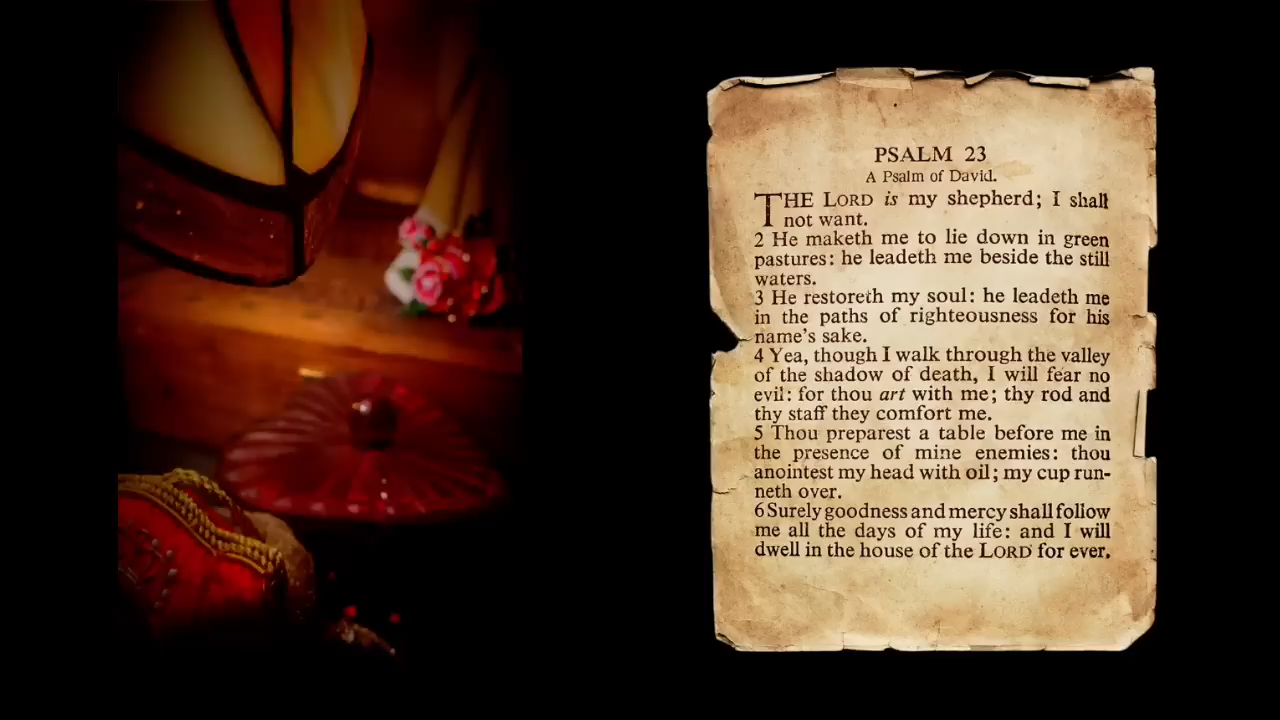 PSALM 23
A Psalm of David.
THE LORD is my shepherd; I shall
not want.
2 He maketh me to lie down in green
pastures: he leadeth me beside the still
waters.
3 He restoreth my soul: he leadeth me
in the paths of righteousness for his
name's sake.
4 Yea, though I walk through the valley
of the shadow of death, I will fear no
evil: for thou art with me; thy rod and
thy staff they comfort me.
5 Thou preparest a table before me in
the presence of mine enemies: thou
anointest my head with oil; my cup run-
neth over.
6 Surely goodness and mercy shall follow
me all the days of my life: and I will
dwell in the house of the LORD for ever.